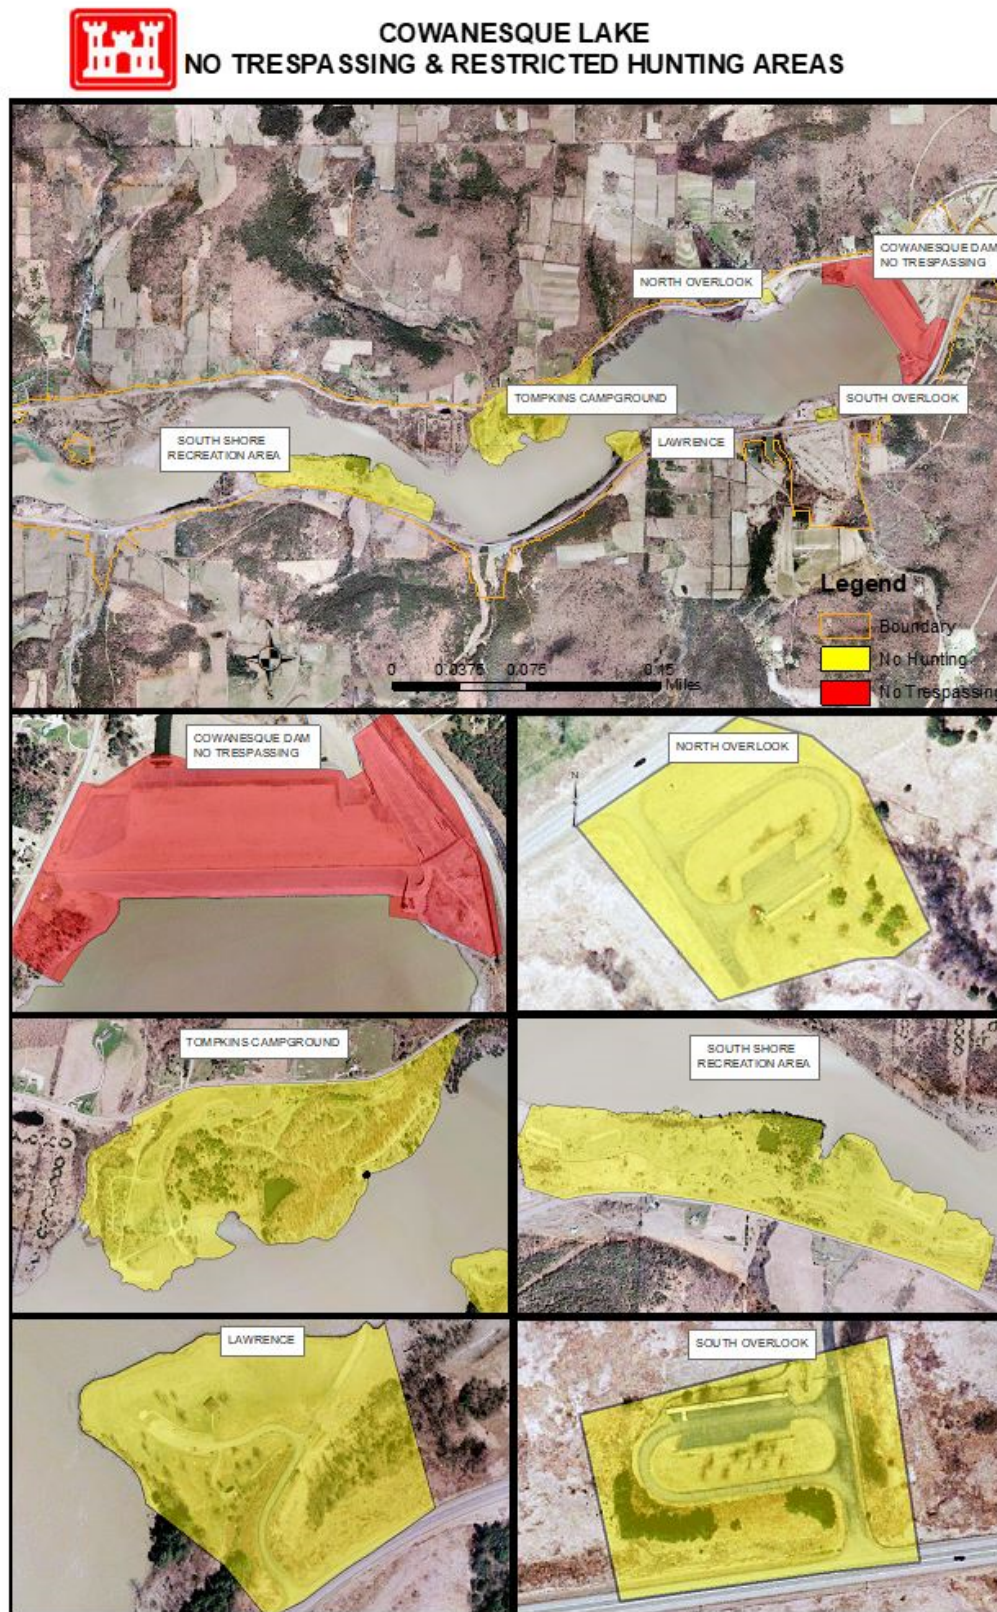 COWANESQUE LAKE
NO TRESPASSING & RESTRICTED HUNTING AREAS
COWANESQUE DAM
NO TRESPASSING
NORTH OVERLOOK
TOMPKINS CAMPGROUND
SOUTH OVERLOOK
SOUTH SHORE
RECREATION AREA
LAWRENCE
Legend
Boundary
No Hunting
No Trespassing
0 0.0375 0.075 0.15
Miles
COWANESQUE DAM
NO TRESPASSING
NORTH OVERLOOK
N
TOMPKINS CAMPGROUND
SOUTH SHORE
RECREATION AREA
LAWRENCE
SOUTH OVERLOOK